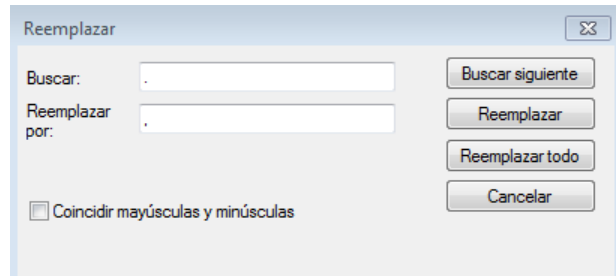 Reemplazar
Buscar:
.
Buscar siguiente
Reemplazar
por:
,
Reemplazar
Reemplazar todo
Cancelar
Coincidir mayúsculas y minúsculas